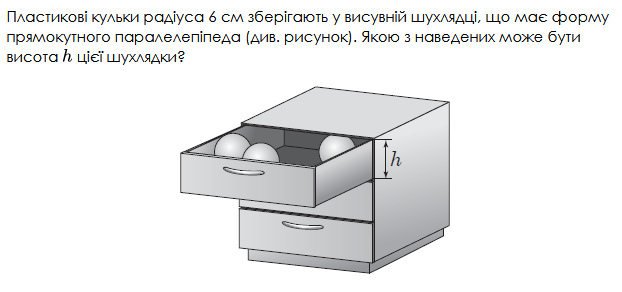 Пластикові кульки радіуса 6 см зберігають у висувній шухлядці, що має форму
прямокутного паралелепіпеда (див. рисунок). Якою з наведених може бути
висота h цієї шухлядки?
h